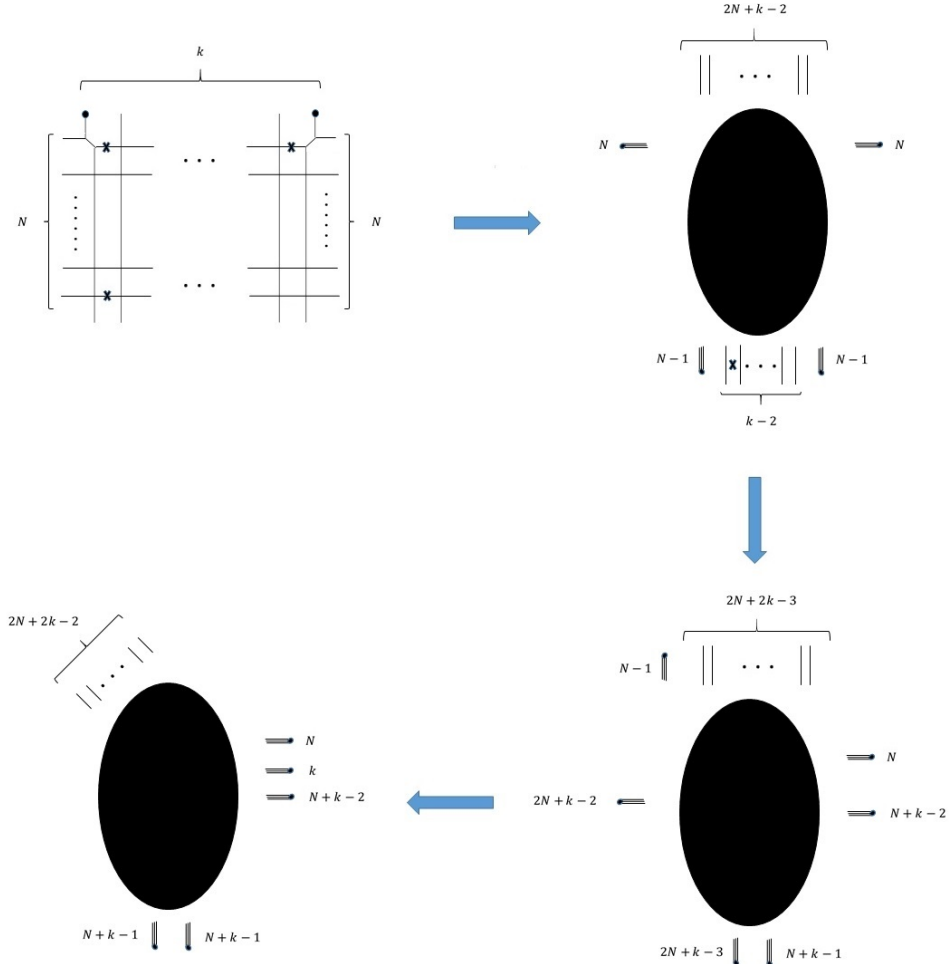 k
N
N
2N + k − 2
N
N
N − 1
N − 1
k − 2
2N + 2k − 3
N − 1
N
2N + k − 2
N + k − 2
2N + k − 3
N + k − 1
2N + 2k − 2
N
k
N + k − 2
N + k − 1
N + k − 1